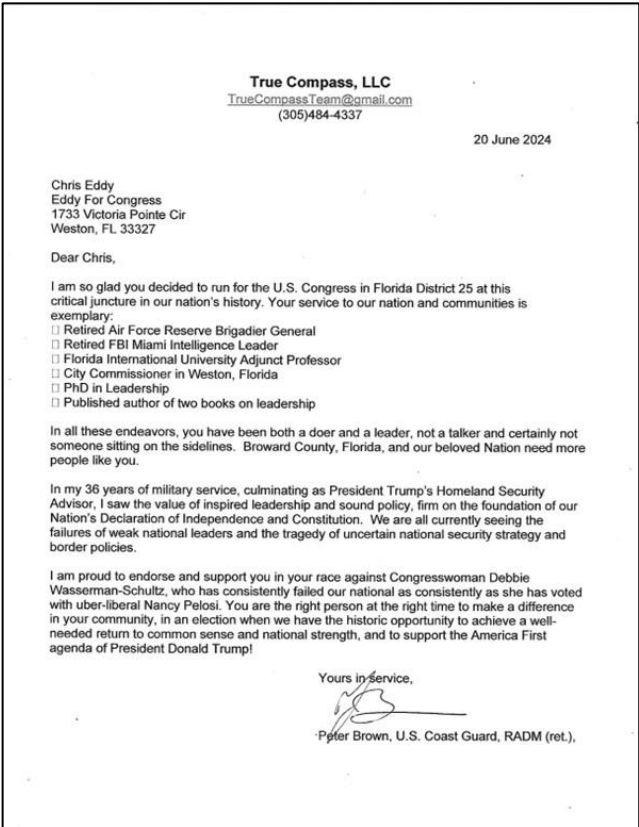 True Compass, LLC
TrueCompassTeam@gmail.com
(305)484-4337
20 June 2024
Chris Eddy
Eddy For Congress
1733 Victoria Pointe Cir
Weston, FL 33327
Dear Chris,
I am so glad you decided to run for the U.S. Congress in Florida District 25 at this
critical juncture in our nation's history. Your service to our nation and communities is
exemplary:
□ Retired Air Force Reserve Brigadier General
□ Retired FBI Miami Intelligence Leader
□ Florida International University Adjunct Professor
□ City Commissioner in Weston, Florida
□ PhD in Leadership
□ Published author of two books on leadership
In all these endeavors, you have been both a doer and a leader, not a talker and certainly not
someone sitting on the sidelines. Broward County, Florida, and our beloved Nation need more
people like you.
In my 36 years of military service, culminating as President Trump's Homeland Security
Advisor, I saw the value of inspired leadership and sound policy, firm on the foundation of our
Nation's Declaration of Independence and Constitution. We are all currently seeing the
failures of weak national leaders and the tragedy of uncertain national security strategy and
border policies.
I am proud to endorse and support you in your race against Congresswoman Debbie
Wasserman-Schultz, who has consistently failed our national as consistently as she has voted
with uber-liberal Nancy Pelosi. You are the right person at the right time to make a difference
in your community, in an election when we have the historic opportunity to achieve a well-
needed return to common sense and national strength, and to support the America First
agenda of President Donald Trump!
Yours in service,
Peter Brown, U.S. Coast Guard, RADM (ret.),